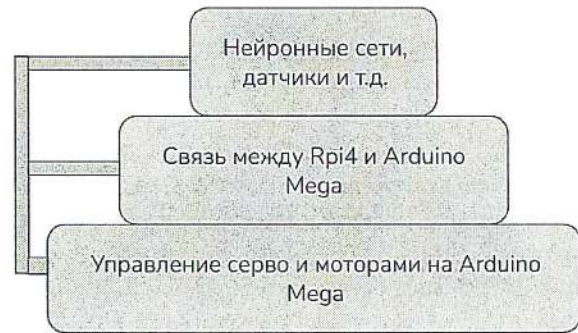 Нейронные сети,
датчики и т.д.
Связь между Rpi4 и Arduino
Mega
Управление серво и моторами на Arduino
Mega